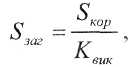 S_заг = S_кор / K_вик ,